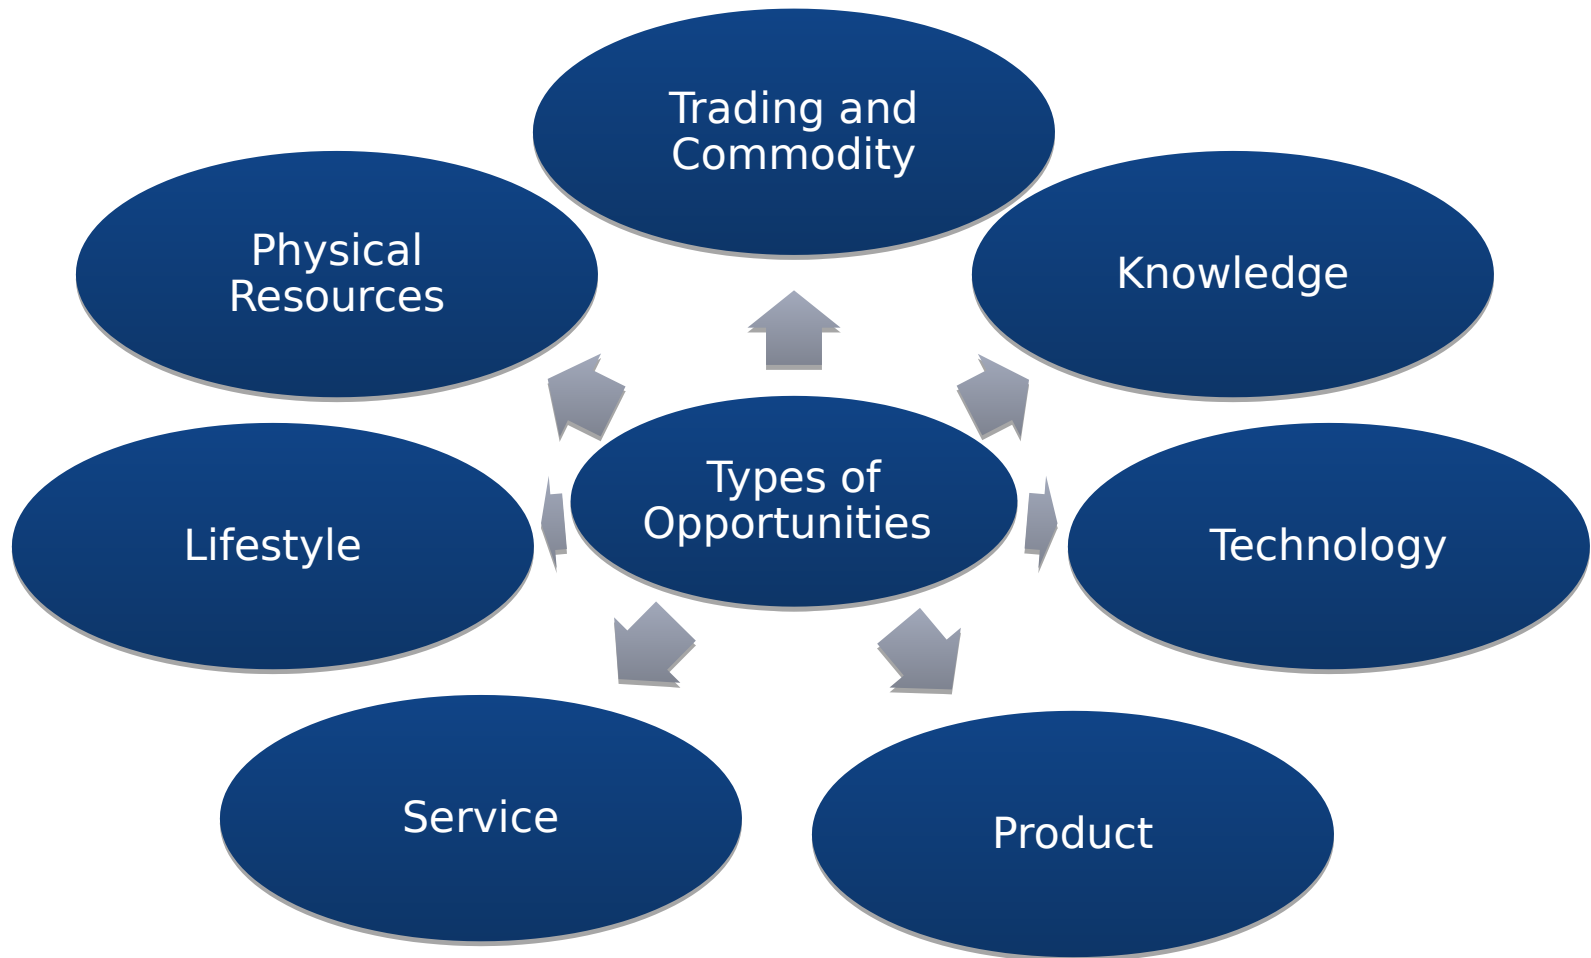 Trading and
Commodity
Physical
Resources
Knowledge
Types of
Opportunities
Lifestyle
Technology
Service
Product